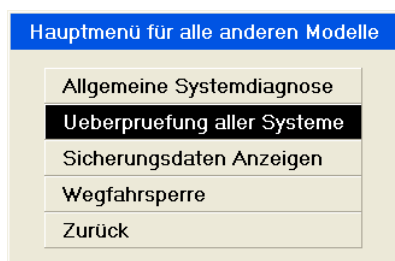 Hauptmenü für alle anderen Modelle
Allgemeine Systemdiagnose
Ueberpruefung aller Systeme
Sicherungsdaten Anzeigen
Wegfahrsperre
Zurück